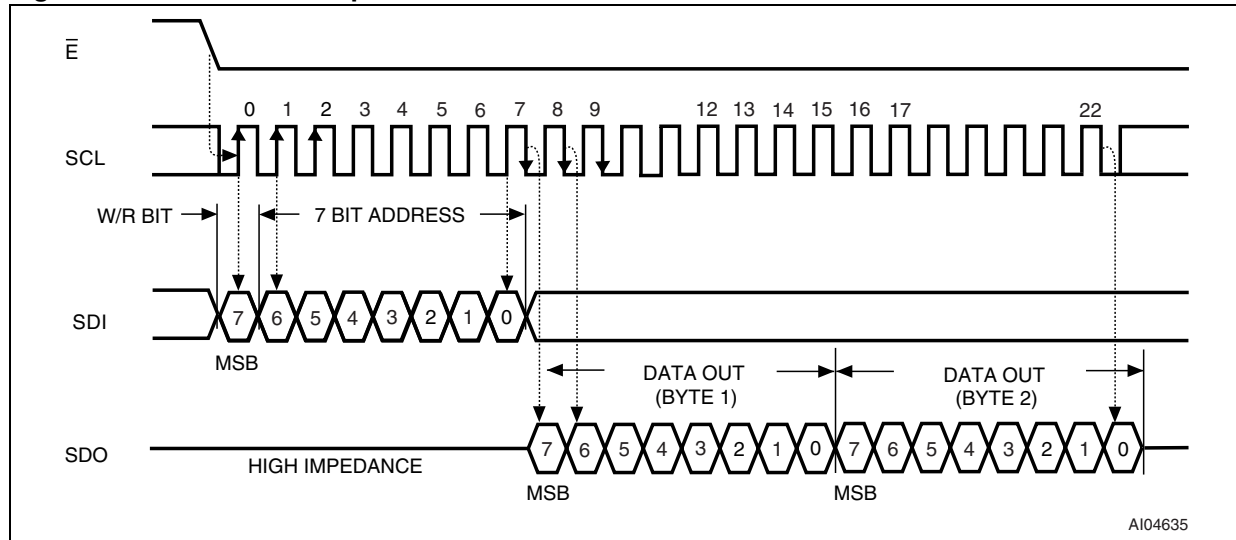 Ē
0 1 2 3 4 5 6 7 8 9 12 13 14 15 16 17 22
SCL
W/R BIT 7 BIT ADDRESS
SDI
7 6 5 4 3 2 1 0
MSB
DATA OUT
(BYTE 1)
DATA OUT
(BYTE 2)
SDO
HIGH IMPEDANCE
7 6 5 4 3 2 1 0 7 6 5 4 3 2 1 0
MSB MSB
AI04635